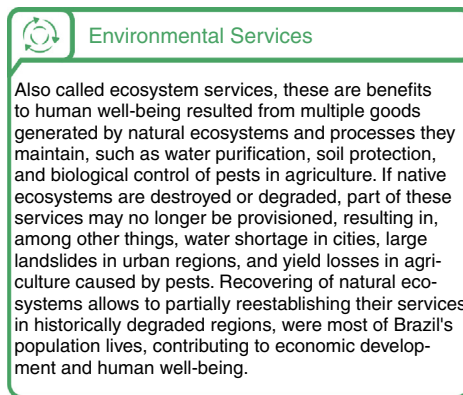 Environmental Services
Also called ecosystem services, these are benefits
to human well-being resulted from multiple goods
generated by natural ecosystems and processes they
maintain, such as water purification, soil protection,
and biological control of pests in agriculture. If native
ecosystems are destroyed or degraded, part of these
services may no longer be provisioned, resulting in,
among other things, water shortage in cities, large
landslides in urban regions, and yield losses in agri-
culture caused by pests. Recovering of natural eco-
systems allows to partially reestablishing their services
in historically degraded regions, were most of Brazil's
population lives, contributing to economic develop-
ment and human well-being.